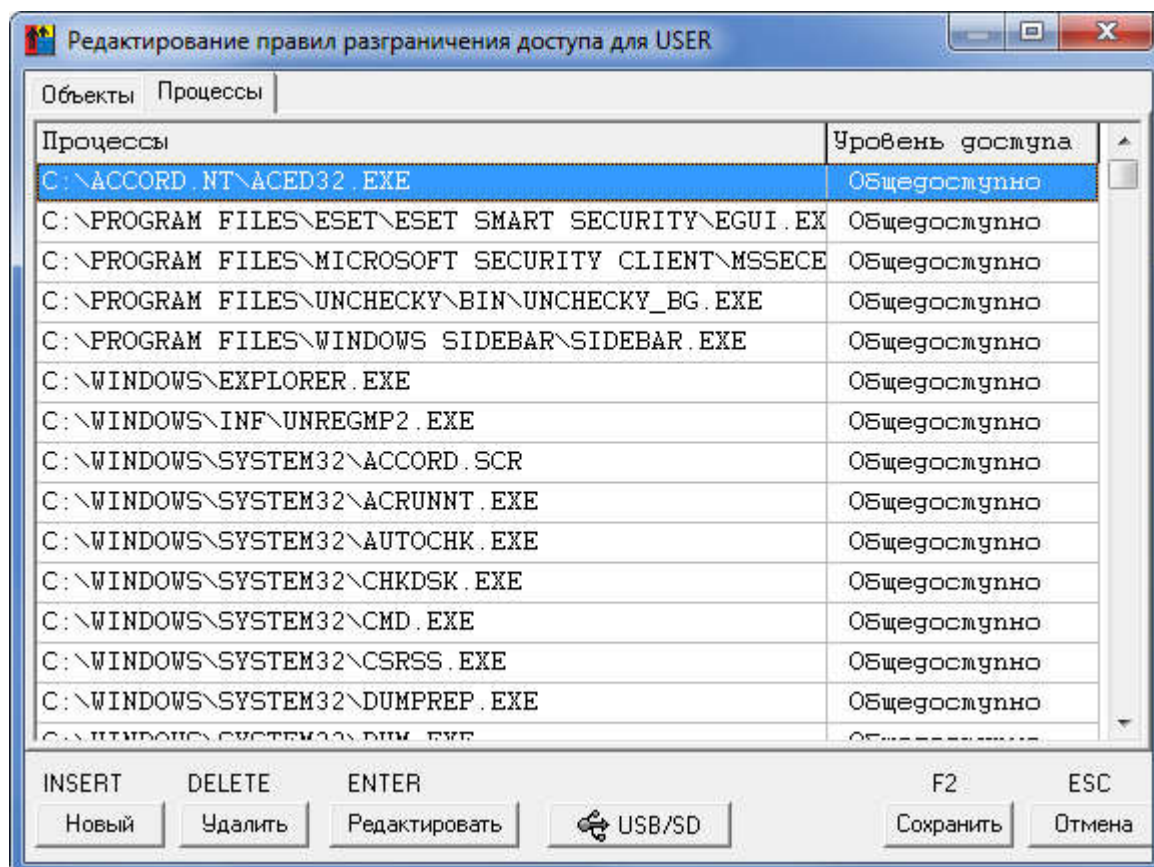 Редактирование правил разграничения доступа для USER
Объекты Процессы
Процессы Уровень доступа
C:\ACCORD.NT\ACED32.EXE Общедоступно
C:\PROGRAM FILES\ESET\ESET SMART SECURITY\EGUI.EX Общедоступно
C:\PROGRAM FILES\MICROSOFT SECURITY CLIENT\MSSECE Общедоступно
C:\PROGRAM FILES\UNCHECKY\BIN\UNCHECKY_BG.EXE Общедоступно
C:\PROGRAM FILES\WINDOWS SIDEBAR\SIDEBAR.EXE Общедоступно
C:\WINDOWS\EXPLORER.EXE Общедоступно
C:\WINDOWS\INF\UNREGMP2.EXE Общедоступно
C:\WINDOWS\SYSTEM32\ACCORD.SCR Общедоступно
C:\WINDOWS\SYSTEM32\ACRUNNT.EXE Общедоступно
C:\WINDOWS\SYSTEM32\AUTOCHK.EXE Общедоступно
C:\WINDOWS\SYSTEM32\CHKDSK.EXE Общедоступно
C:\WINDOWS\SYSTEM32\CMD.EXE Общедоступно
C:\WINDOWS\SYSTEM32\CSRSS.EXE Общедоступно
C:\WINDOWS\SYSTEM32\DUMPREP.EXE Общедоступно
INSERT DELETE ENTER F2 ESC
Новый Удалить Редактировать USB/SD Сохранить Отмена